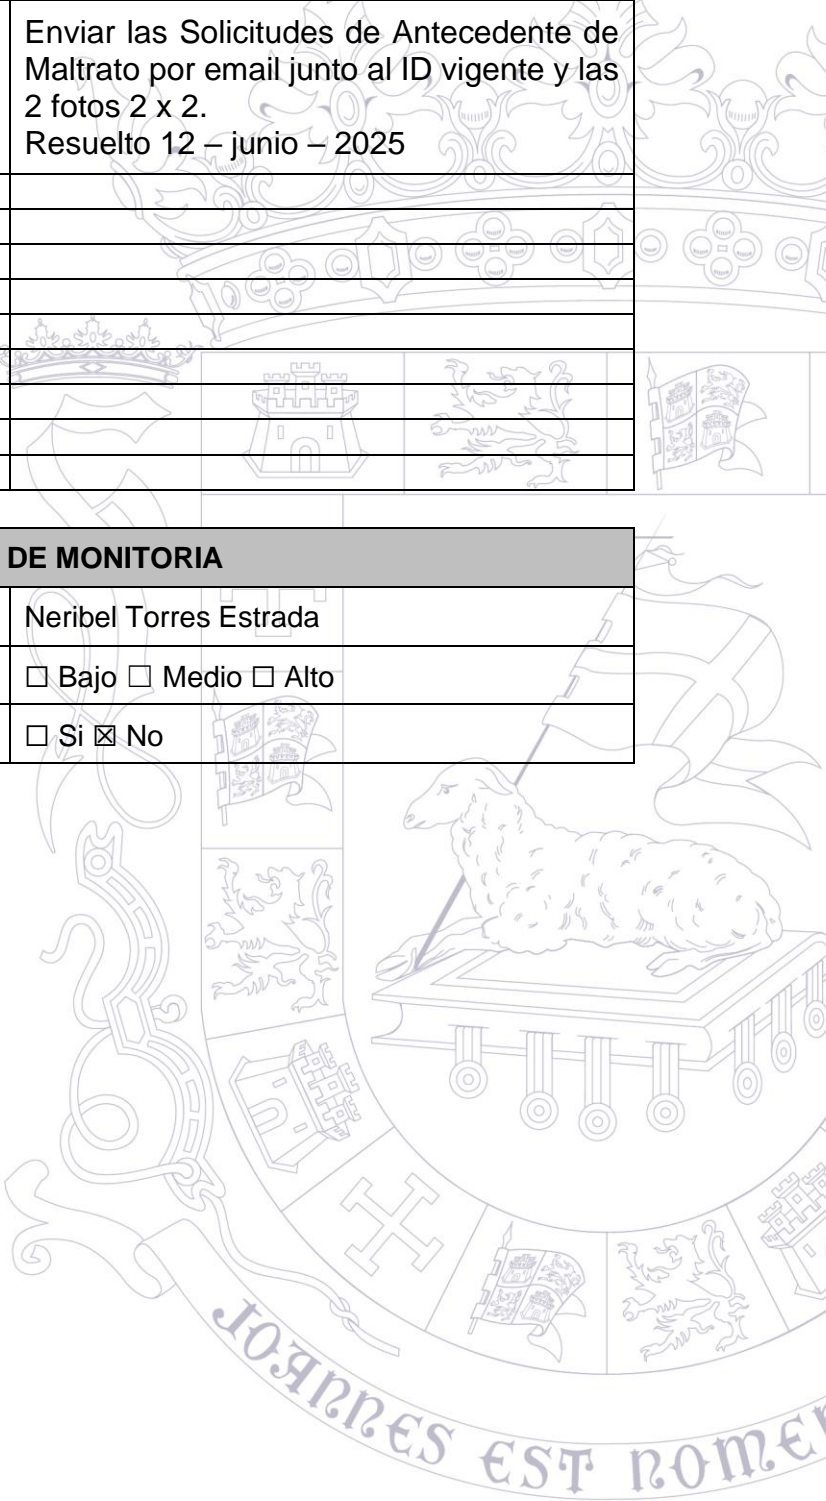 Enviar las Solicitudes de Antecedente de
Maltrato por email junto al ID vigente y las
2 fotos 2 x 2.
Resuelto 12 – junio – 2025
DE MONITORIA
Neribel Torres Estrada
☐ Bajo ☐ Medio ☐ Alto
☐ Si ☒ No
JOANNES EST NOME